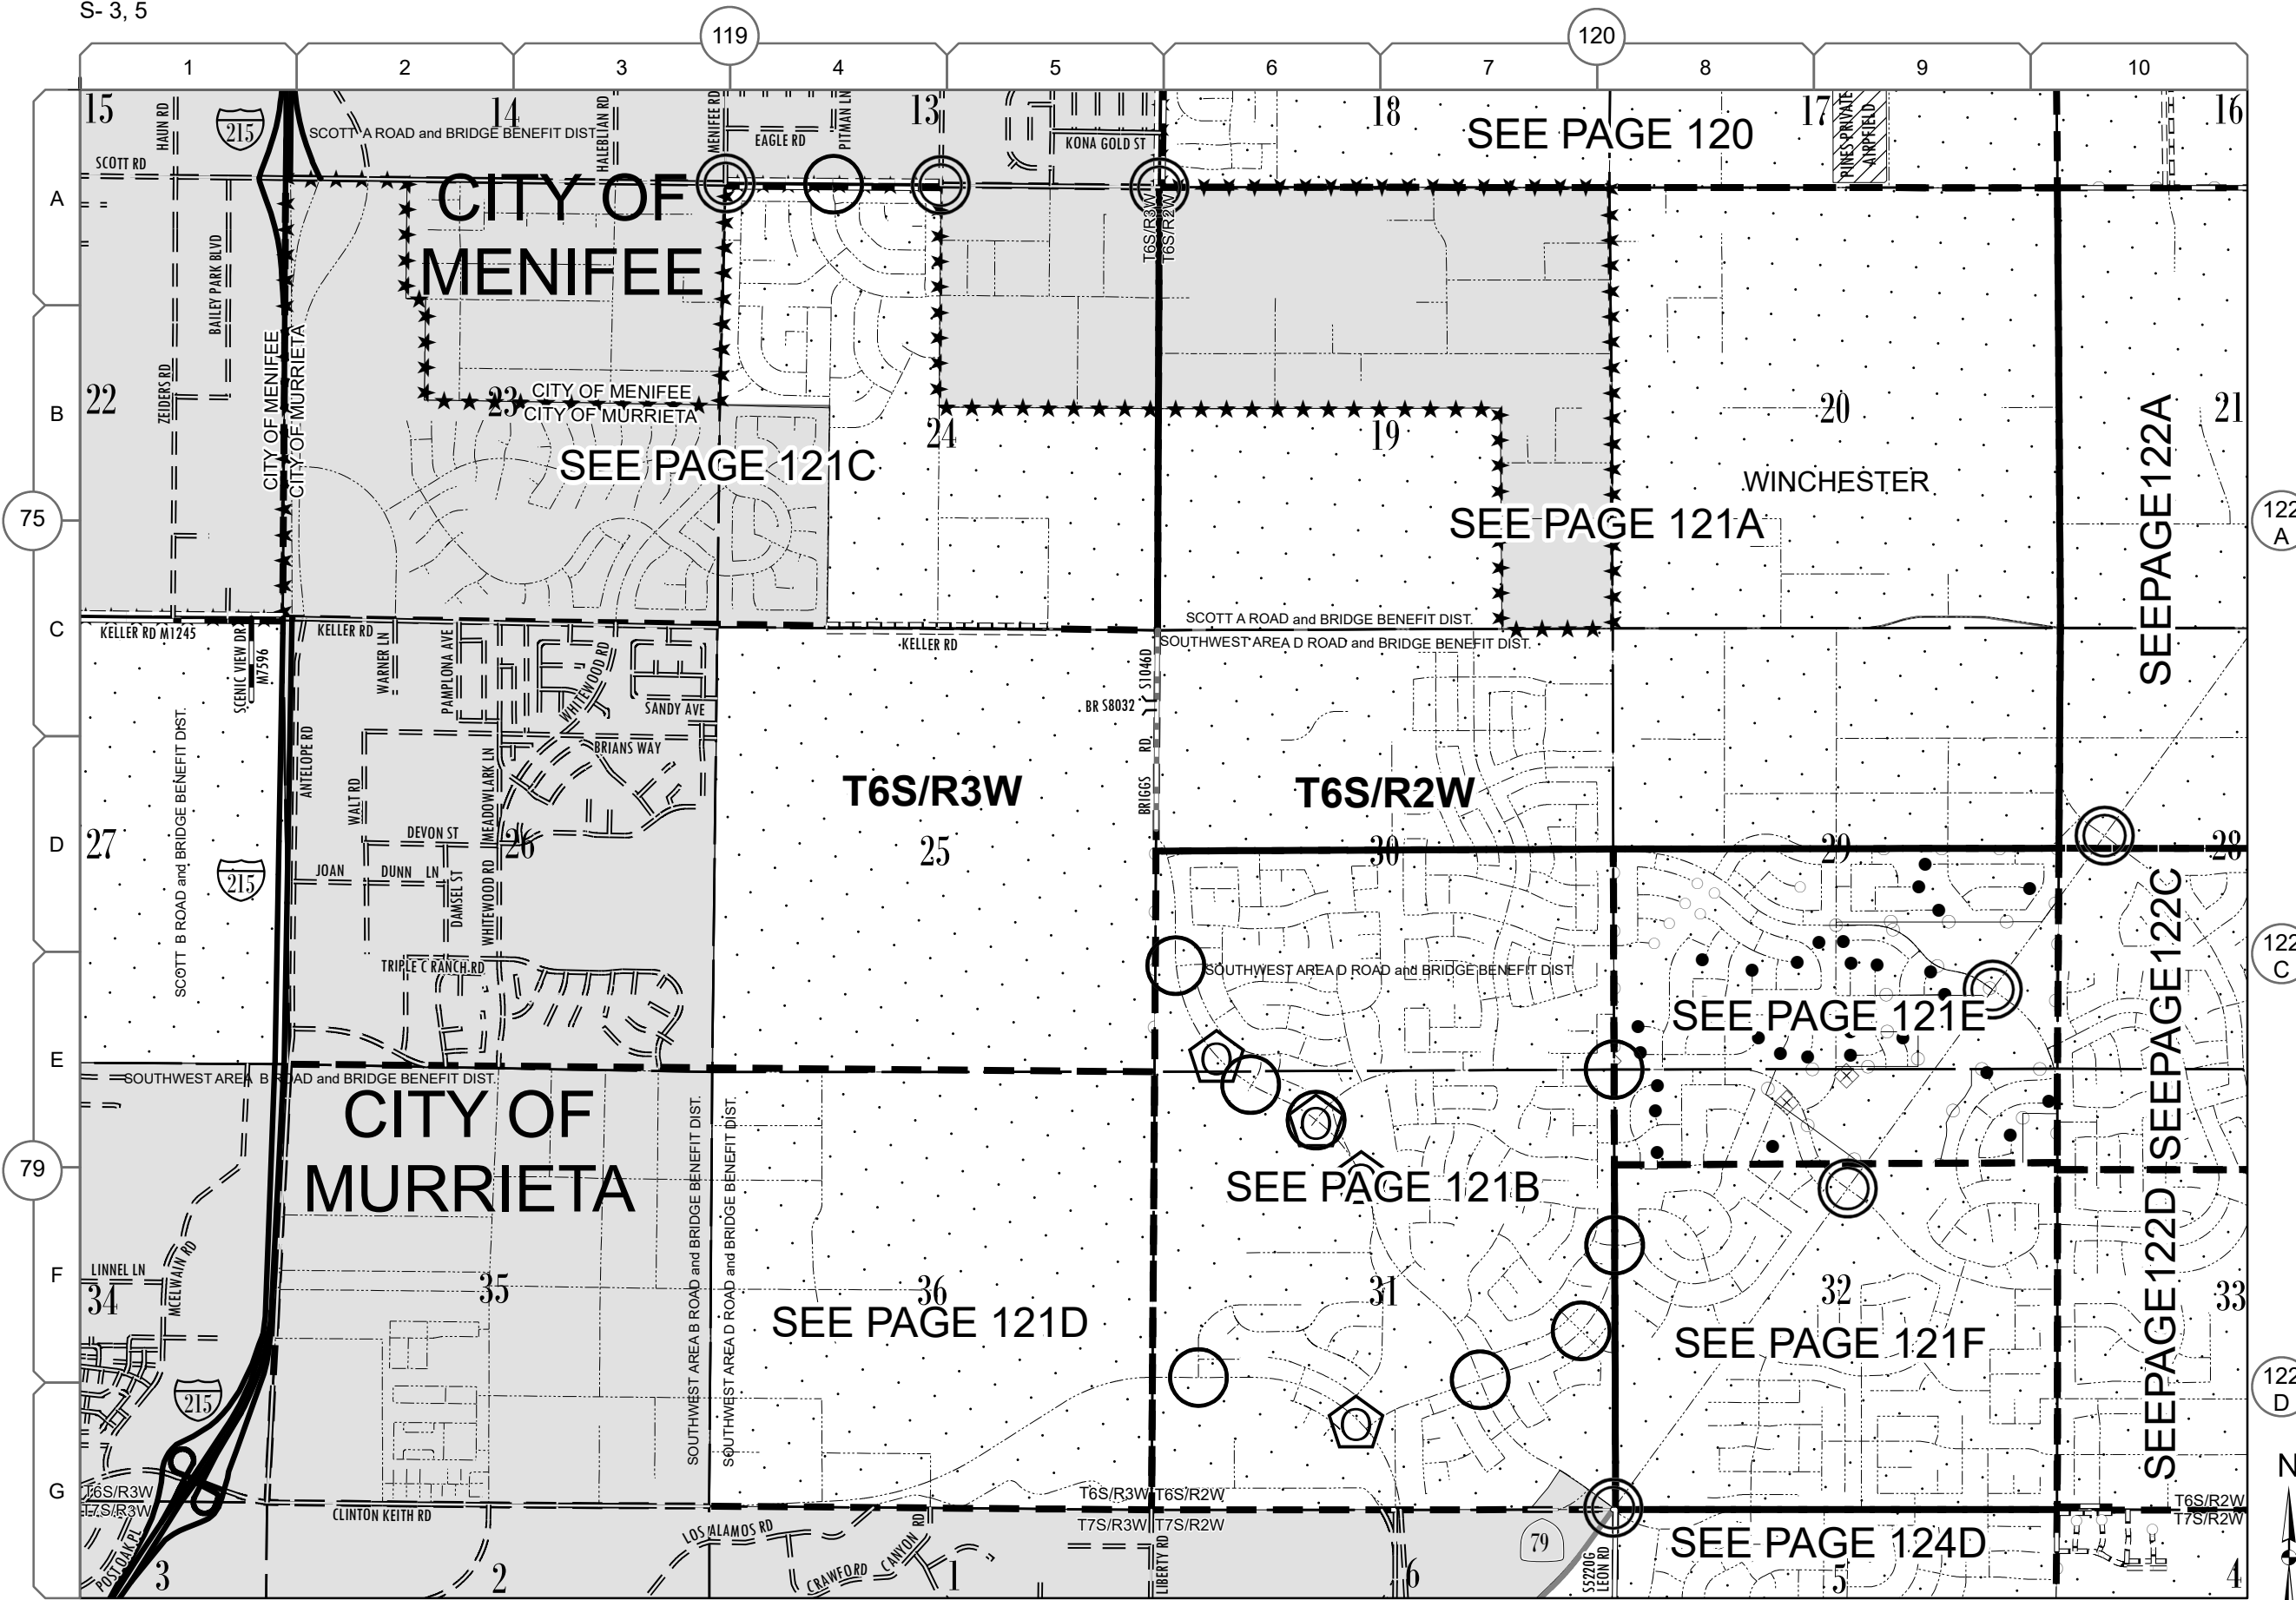 S- 3, 5
119
120
1
2
3
4
5
6
7
8
9
10
15
HAUN RD
215
14
SCOTT A ROAD and BRIDGE BENEFIT DIST.
HALEBLIAN RD
MENIFEE RD
EAGLE RD
PITMAN LN
13
KONA GOLD ST
18
SEE PAGE 120
17
PINES PRIVATE
AIRFIELD
16
SCOTT RD
A
CITY OF
MENIFEE
T6S/R3W
T6S/R2W
BAILEY PARK BLVD
ZEIDERS RD
CITY OF MENIFEE
CITY OF MURRIETA
B
22
23
CITY OF MENIFEE
CITY OF MURRIETA
24
19
20
21
SEE PAGE 121C
WINCHESTER
SEE PAGE 121A
SEEPAGE122A
75
122
A
C
KELLER RD M1245
SCENIC VIEW DR
M7596
KELLER RD
WARNER LN
PAMPLONA AVE
WHITEWOOD RD
SANDY AVE
KELLER RD
SCOTT A ROAD and BRIDGE BENEFIT DIST.
SOUTHWEST AREA D ROAD and BRIDGE BENEFIT DIST.
S1046D
BR S8032
BRIGGS RD
SCOTT B ROAD and BRIDGE BENEFIT DIST.
ANTELOPE RD
BRIANS WAY
WALT RD
MEADOWLARK LN
T6S/R3W
T6S/R2W
D
27
215
DEVON ST
26
25
30
29
28
JOAN DUNN LN
DAMSEL ST
WHITEWOOD RD
TRIPLE C RANCH RD
SOUTHWEST AREA D ROAD and BRIDGE BENEFIT DIST.
SEE PAGE 121E
SEEPAGE122C
122
C
E
SOUTHWEST AREA B ROAD and BRIDGE BENEFIT DIST.
CITY OF
MURRIETA
SOUTHWEST AREA B ROAD and BRIDGE BENEFIT DIST.
SOUTHWEST AREA D ROAD and BRIDGE BENEFIT DIST.
79
SEE PAGE 121B
SEEPAGE122D
F
LINNEL LN
MCELWAIN RD
34
35
36
31
32
33
SEE PAGE 121D
SEE PAGE 121F
215
122
D
N
G
T6S/R3W
T7S/R3W
CLINTON KEITH RD
T6S/R3W
T6S/R2W
T7S/R3W
T7S/R2W
T6S/R2W
T7S/R2W
POST OAK PL
LOS ALAMOS RD
CRAWFORD CANYON RD
LIBERTY RD
79
S5220G
LEON RD
SEE PAGE 124D
3
2
1
6
5
4